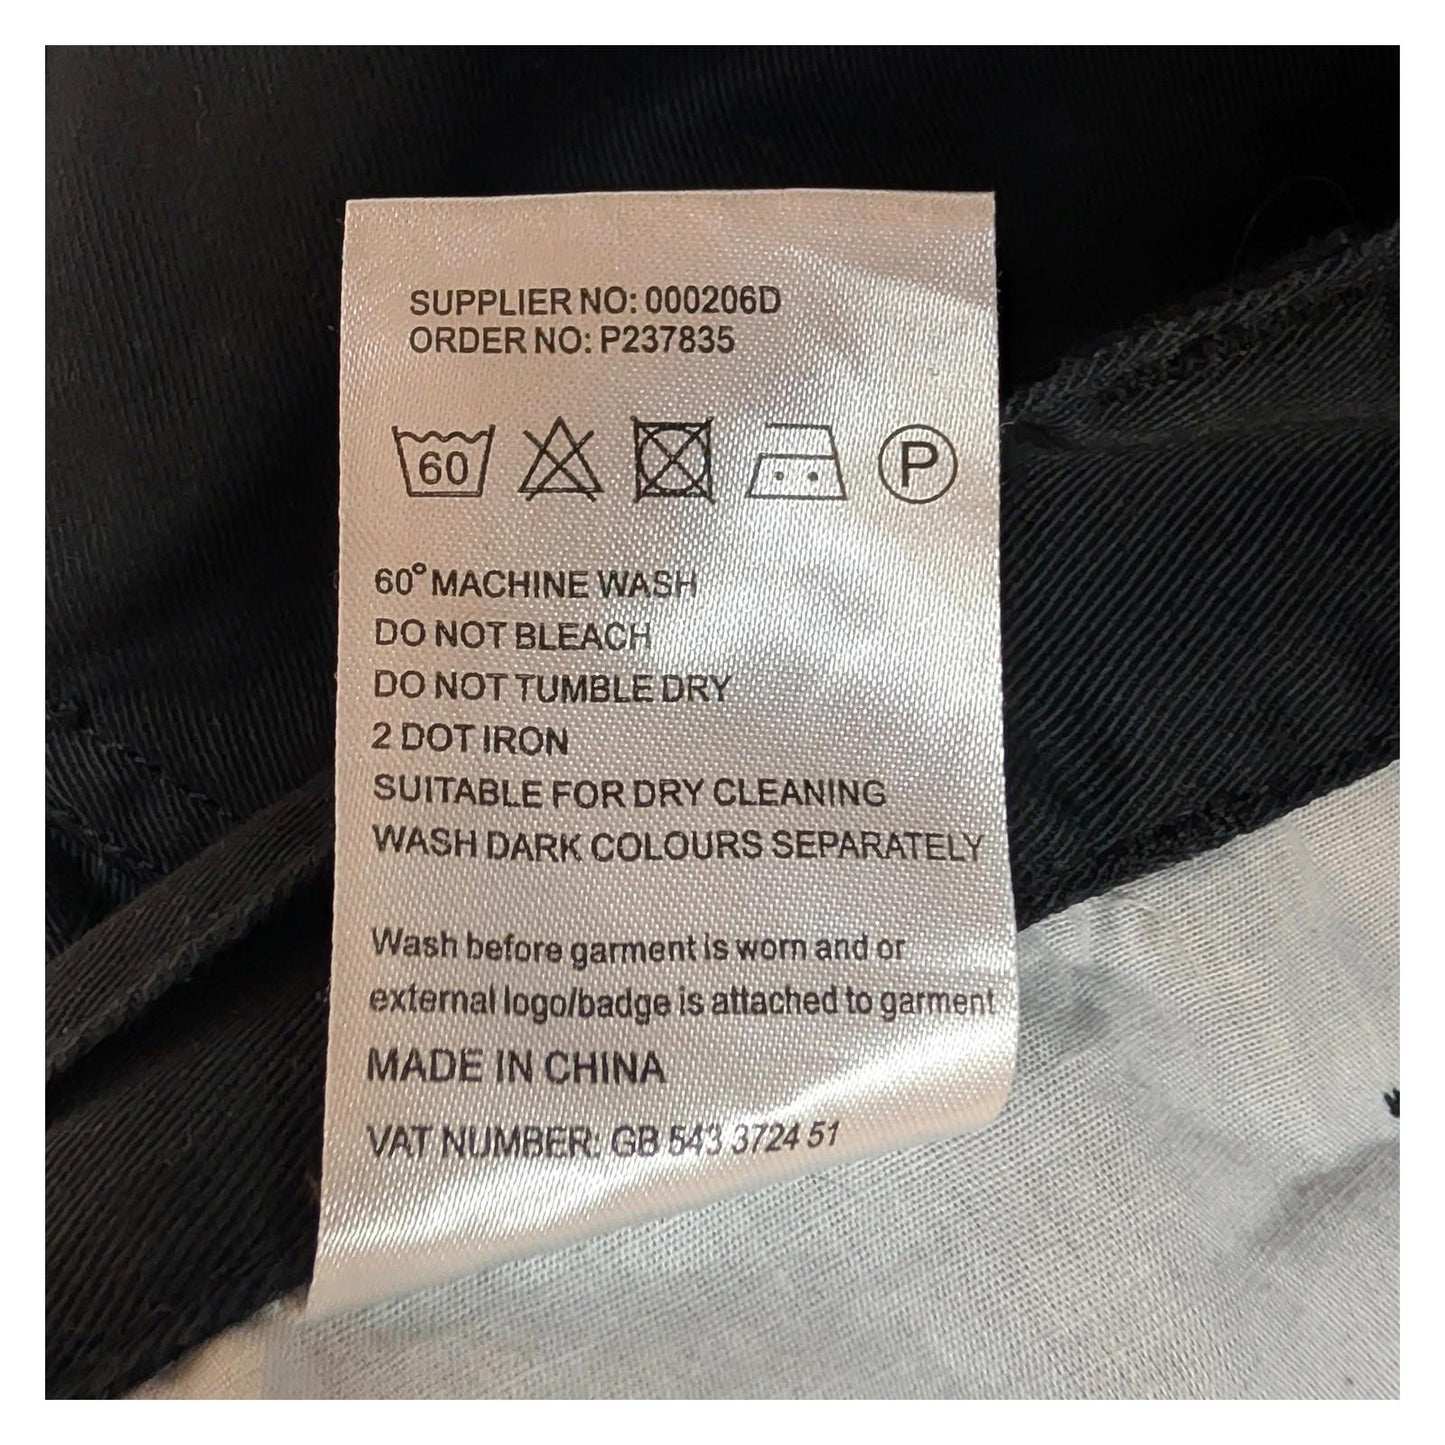 SUPPLIER NO: 000206D
ORDER NO: P237835
60 P
60° MACHINE WASH
DO NOT BLEACH
DO NOT TUMBLE DRY
2 DOT IRON
SUITABLE FOR DRY CLEANING
WASH DARK COLOURS SEPARATELY
Wash before garment is worn and or
external logo/badge is attached to garment
MADE IN CHINA
VAT NUMBER: GB 543 3724 51